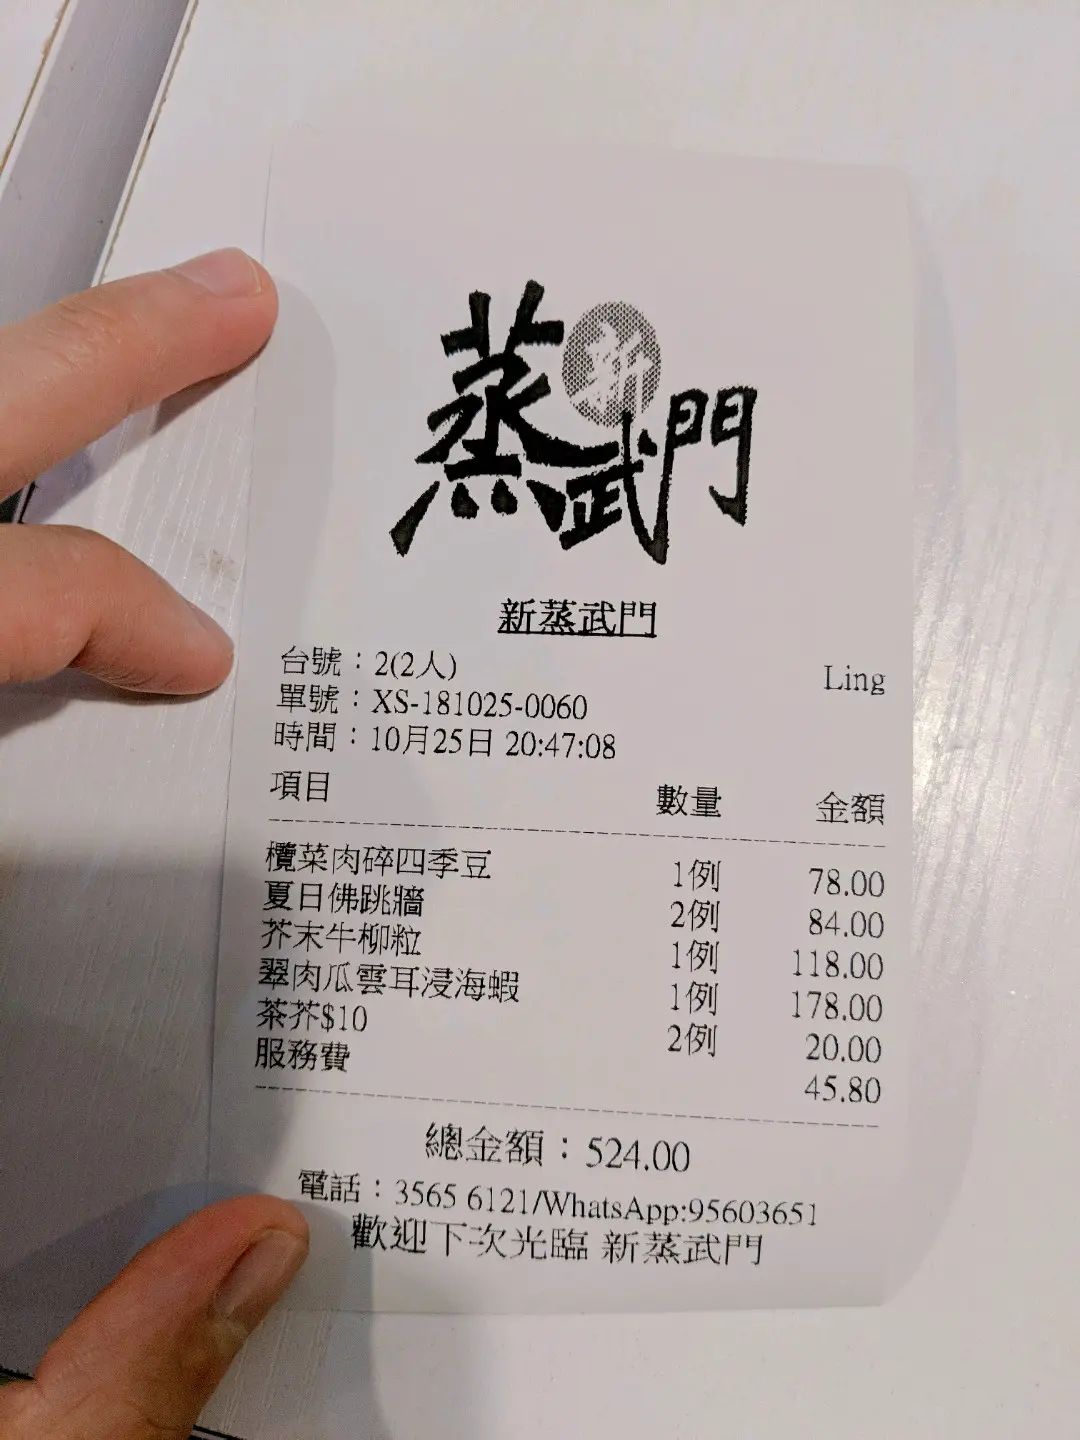 蒸新武門
新蒸武門
台號：2(2人) Ling
單號：XS-181025-0060
時間：10月25日 20:47:08
項目 數量 金額
欖菜肉碎四季豆 1例 78.00
夏日佛跳牆 2例 84.00
芥末牛柳粒 1例 118.00
翠肉瓜雲耳浸海蝦 1例 178.00
茶芥$10 2例 20.00
服務費 45.80
總金額：524.00
電話：3565 6121/WhatsApp:95603651
歡迎下次光臨 新蒸武門